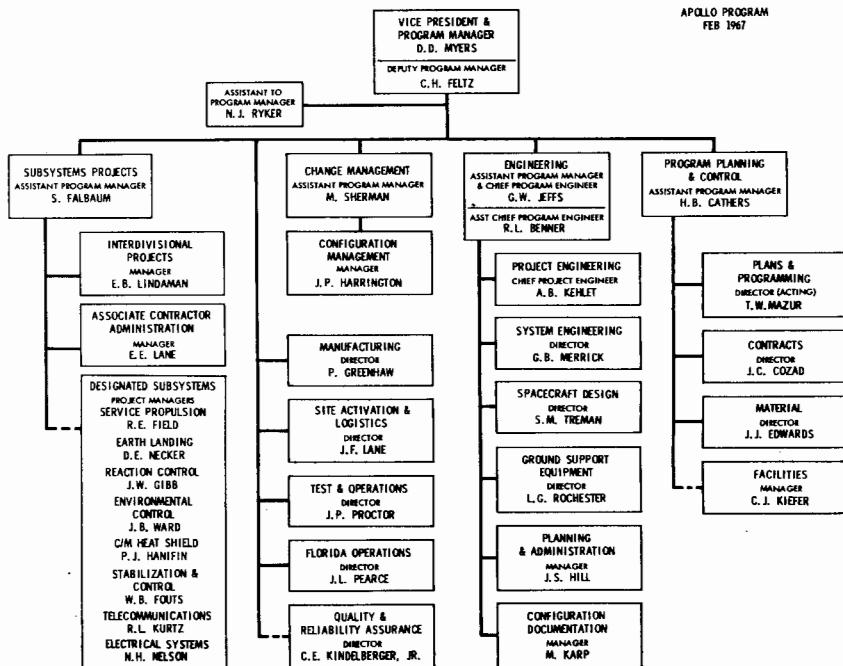 APOLLO PROGRAM
FEB 1967
VICE PRESIDENT &
PROGRAM MANAGER
D.D. MYERS
DEPUTY PROGRAM MANAGER
C.H. FELTZ
ASSISTANT TO
PROGRAM MANAGER
N.J. RYKER
SUBSYSTEMS PROJECTS
ASSISTANT PROGRAM MANAGER
S. FALBAUM
INTERDIVISIONAL
PROJECTS
MANAGER
E.B. LINDAMAN
ASSOCIATE CONTRACTOR
ADMINISTRATION
MANAGER
E.E. LANE
DESIGNATED SUBSYSTEMS
PROJECT MANAGERS
SERVICE PROPULSION
R.E. FIELD
EARTH LANDING
D.E. NECKER
REACTION CONTROL
J.W. GIBB
ENVIRONMENTAL
CONTROL
J.B. WARD
C/M HEAT SHIELD
P.J. HANIFIN
STABILIZATION &
CONTROL
W.B. FOUTS
TELECOMMUNICATIONS
R.L. KURTZ
ELECTRICAL SYSTEMS
N.H. NELSON
CHANGE MANAGEMENT
ASSISTANT PROGRAM MANAGER
M. SHERMAN
CONFIGURATION
MANAGEMENT
MANAGER
J.P. HARRINGTON
MANUFACTURING
DIRECTOR
P. GREENHAW
SITE ACTIVATION &
LOGISTICS
DIRECTOR
J.F. LANE
TEST & OPERATIONS
DIRECTOR
J.P. PROCTOR
FLORIDA OPERATIONS
DIRECTOR
J.L. PEARCE
QUALITY &
RELIABILITY ASSURANCE
DIRECTOR
C.E. KINDELBERGER, JR.
ENGINEERING
ASSISTANT PROGRAM MANAGER
& CHIEF PROGRAM ENGINEER
G.W. JEFFS
ASST CHIEF PROGRAM ENGINEER
R.L. BENNER
PROJECT ENGINEERING
CHIEF PROJECT ENGINEER
A.B. KEHLET
SYSTEM ENGINEERING
DIRECTOR
G.B. MERRICK
SPACECRAFT DESIGN
DIRECTOR
S.M. TREMAN
GROUND SUPPORT
EQUIPMENT
DIRECTOR
L.G. ROCHESTER
PLANNING
& ADMINISTRATION
MANAGER
J.S. HILL
CONFIGURATION
DOCUMENTATION
MANAGER
M. KARP
PROGRAM PLANNING
& CONTROL
ASSISTANT PROGRAM MANAGER
H.B. CATHERS
PLANS &
PROGRAMMING
DIRECTOR (ACTING)
T.W. MAZUR
CONTRACTS
DIRECTOR
J.C. COZAD
MATERIAL
DIRECTOR
J.J. EDWARDS
FACILITIES
MANAGER
C.J. KIEFER